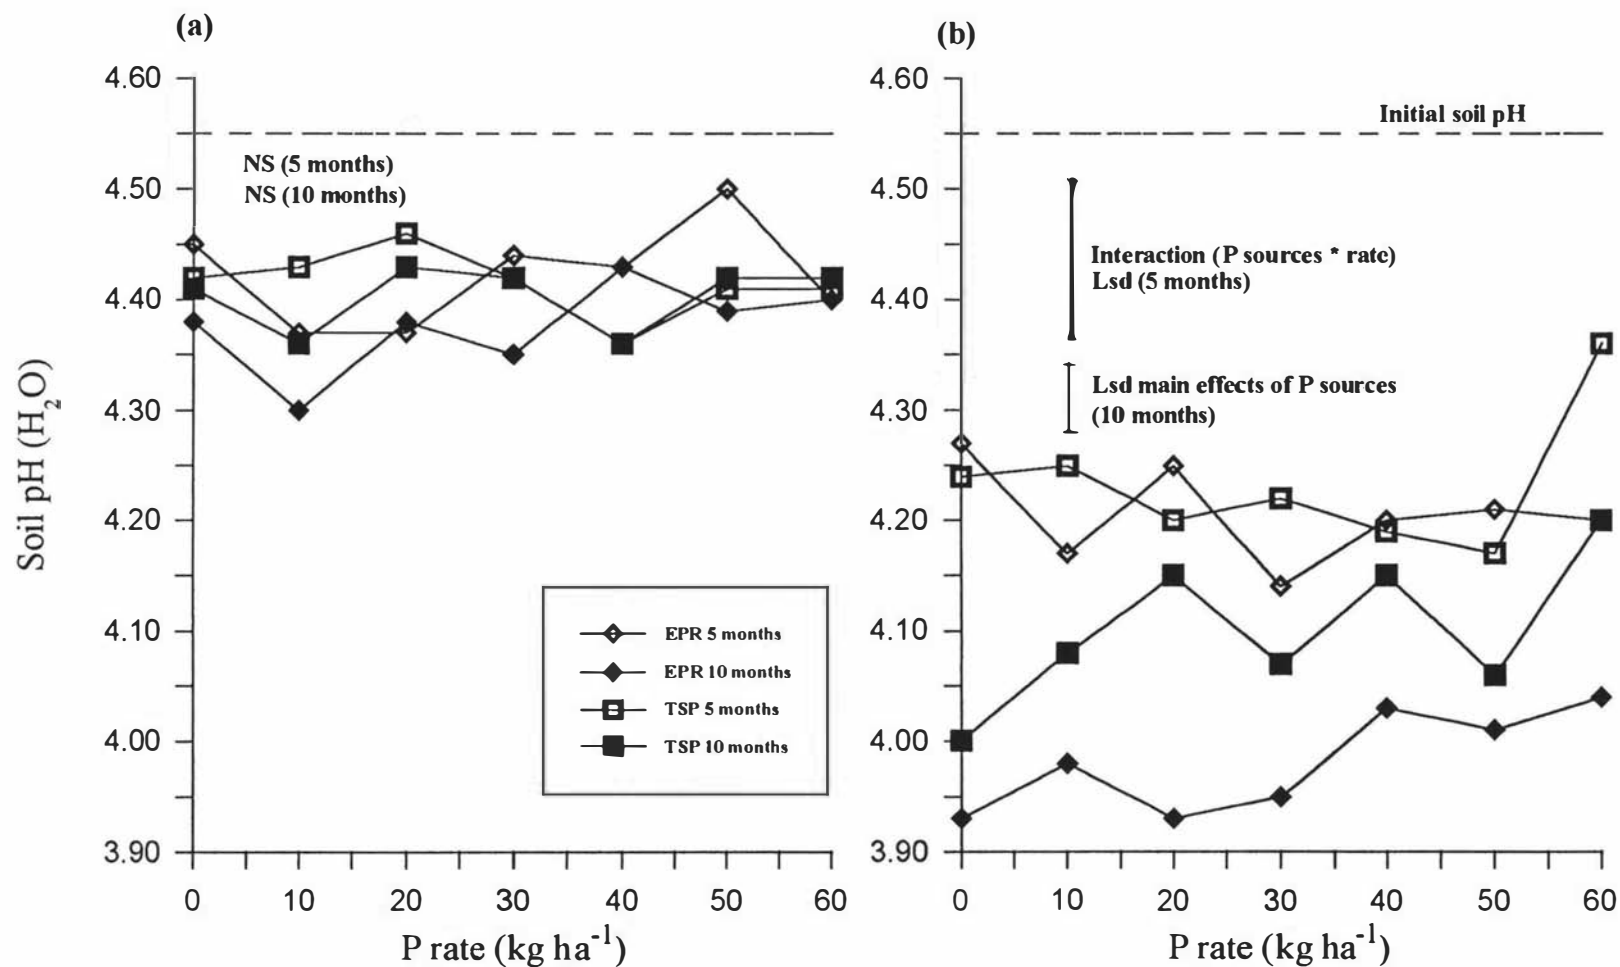 (a)
(b)
Soil pH (H₂O)
4.60
4.50
4.40
4.30
4.20
4.10
4.00
3.90
NS (5 months)
NS (10 months)
EPR 5 months
EPR 10 months
TSP 5 months
TSP 10 months
0 10 20 30 40 50 60
P rate (kg ha⁻¹)
4.60
4.50
4.40
4.30
4.20
4.10
4.00
3.90
Initial soil pH
Interaction (P sources * rate)
Lsd (5 months)
Lsd main effects of P sources
(10 months)
0 10 20 30 40 50 60
P rate (kg ha⁻¹)